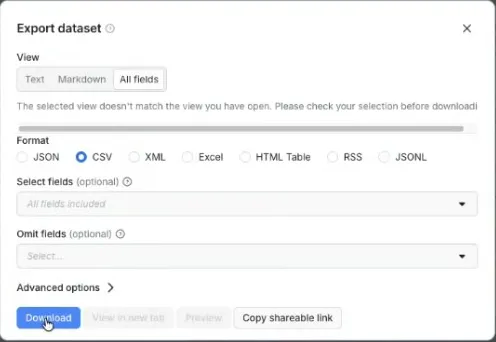 Export dataset
View
Text Markdown All fields
The selected view doesn't match the view you have open. Please check your selection before downloadi
Format
JSON CSV XML Excel HTML Table RSS JSONL
Select fields (optional)
All fields included
Omit fields (optional)
Select...
Advanced options
Download View in new tab Preview Copy shareable link